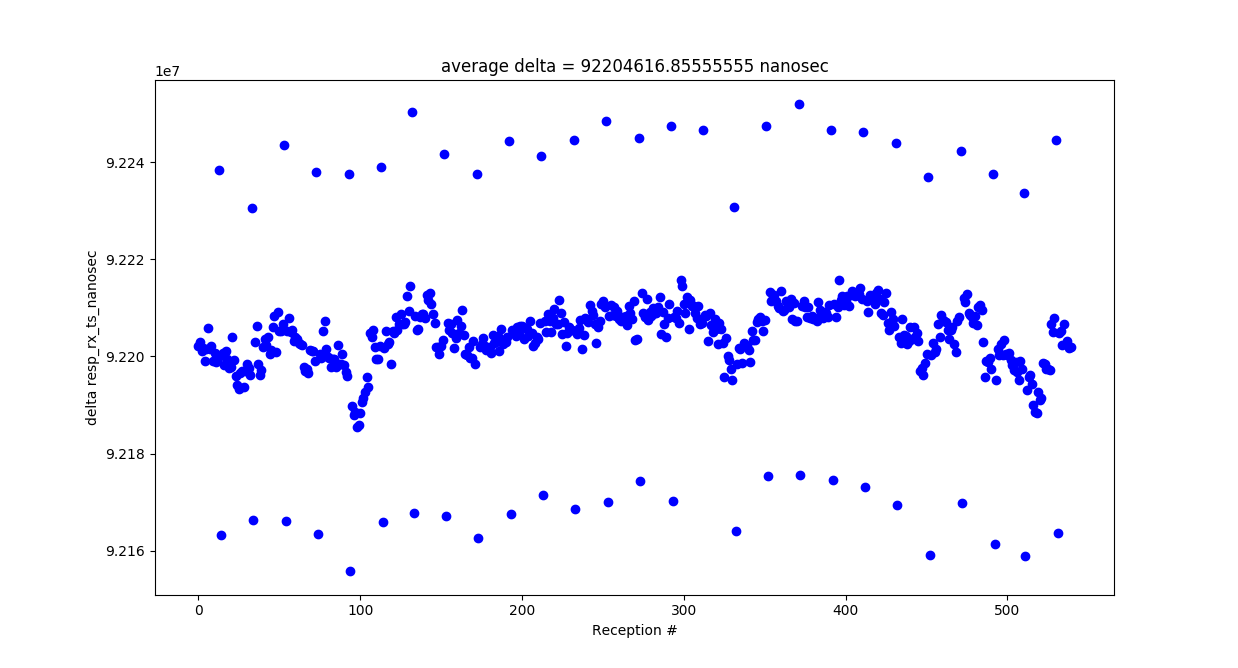 average delta = 92204616.85555555 nanosec
1e7
9.224
9.222
9.220
9.218
9.216
delta resp_rx_ts_nanosec
0 100 200 300 400 500
Reception #